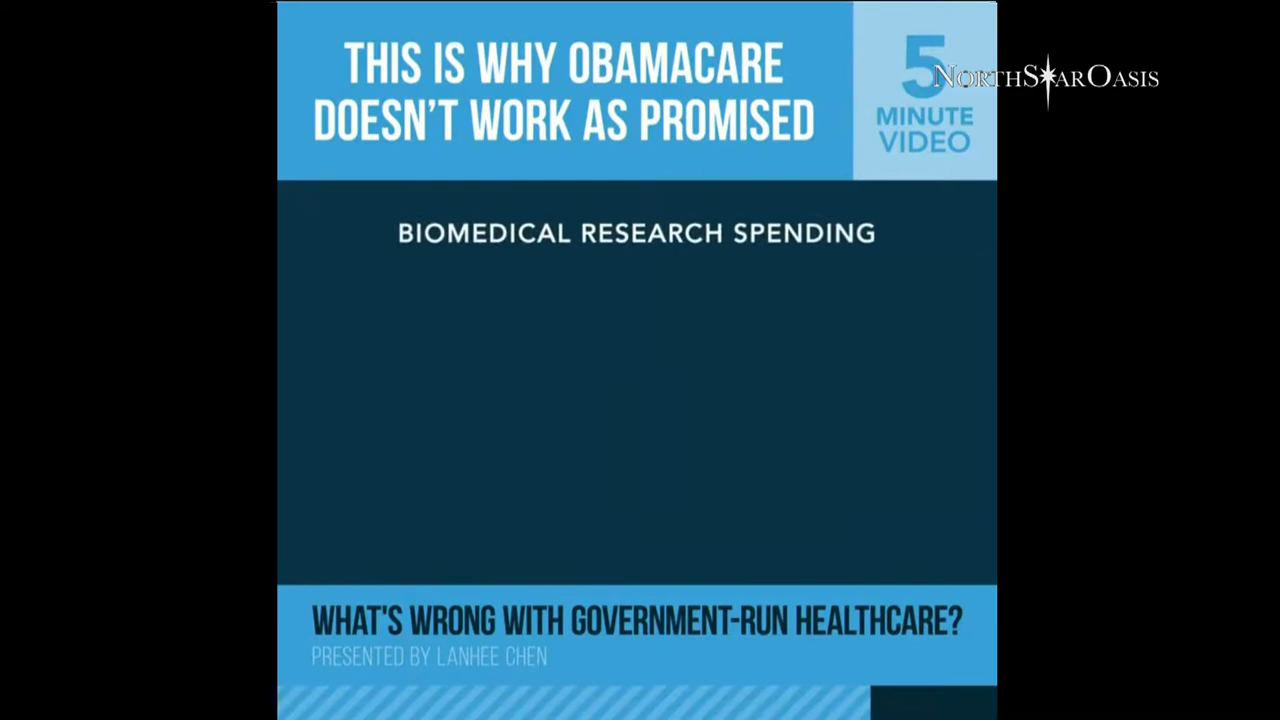 THIS IS WHY OBAMACARE
DOESN'T WORK AS PROMISED
5
MINUTE
VIDEO
NORTHSTAROASIS
BIOMEDICAL RESEARCH SPENDING
WHAT'S WRONG WITH GOVERNMENT-RUN HEALTHCARE?
PRESENTED BY LANHEE CHEN